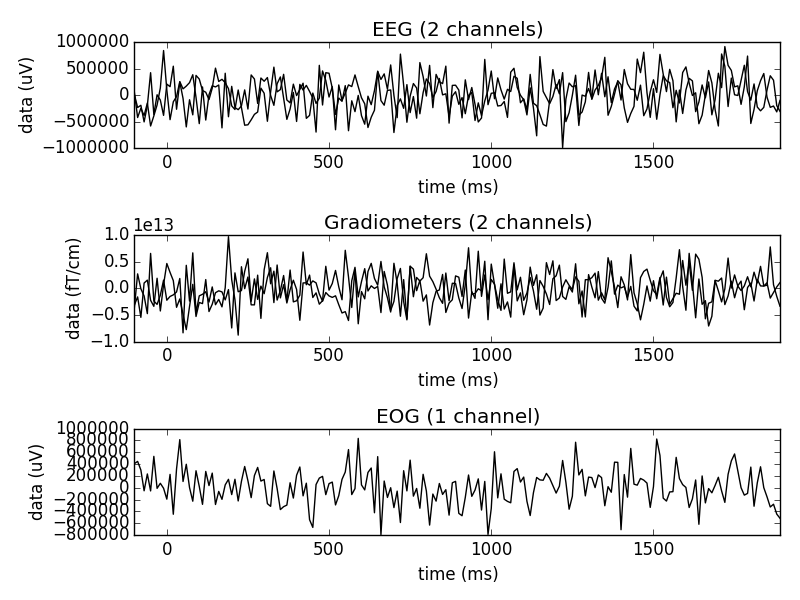 EEG (2 channels)
1000000
500000
0
−500000
−1000000
data (uV)
0 500 1000 1500
time (ms)
Gradiometers (2 channels)
1e13
1.0
0.5
0.0
−0.5
−1.0
data (fT/cm)
0 500 1000 1500
time (ms)
EOG (1 channel)
1000000
800000
600000
400000
200000
0
−200000
−400000
−600000
−800000
data (uV)
0 500 1000 1500
time (ms)